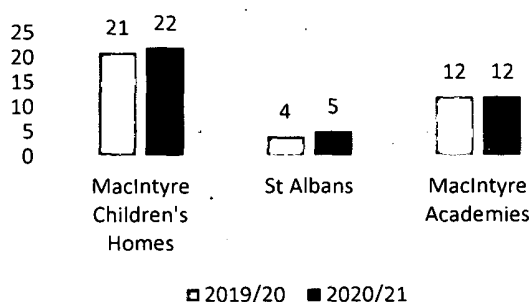 25
20
15
10
5
0
21 22
4 5
12 12
MacIntyre
Children's
Homes
St Albans
MacIntyre
Academies
2019/20 2020/21